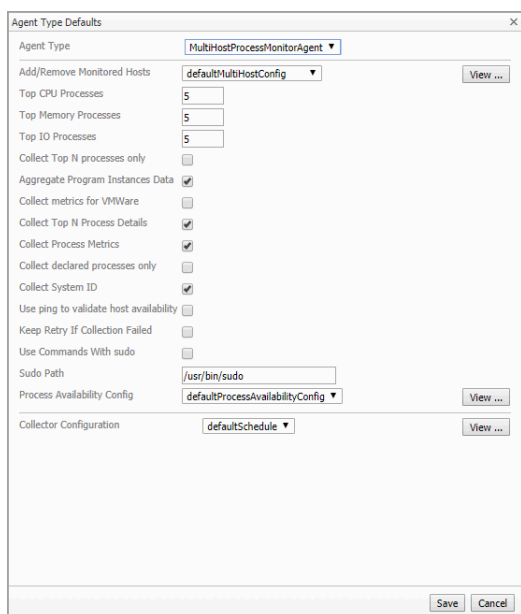 Agent Type Defaults
Agent Type MultiHostProcessMonitorAgent
Add/Remove Monitored Hosts defaultMultiHostConfig View ...
Top CPU Processes 5
Top Memory Processes 5
Top IO Processes 5
Collect Top N processes only
Aggregate Program Instances Data
Collect metrics for VMWare
Collect Top N Process Details
Collect Process Metrics
Collect declared processes only
Collect System ID
Use ping to validate host availability
Keep Retry If Collection Failed
Use Commands With sudo
Sudo Path /usr/bin/sudo
Process Availability Config defaultProcessAvailabilityConfig View ...
Collector Configuration defaultSchedule View ...
Save Cancel